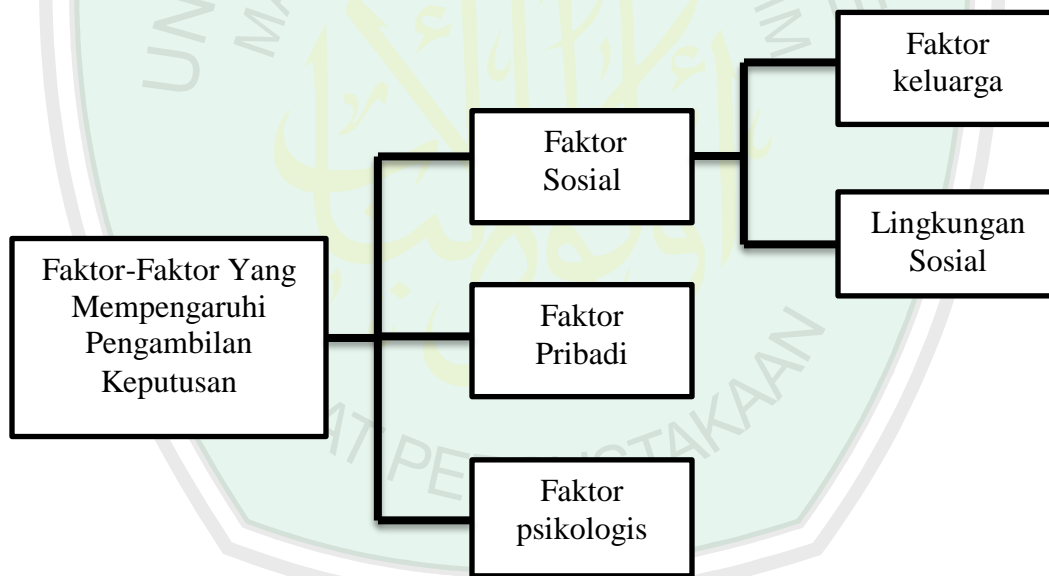 Faktor
keluarga
Faktor
Sosial
Lingkungan
Sosial
Faktor-Faktor Yang
Mempengaruhi
Pengambilan
Keputusan
Faktor
Pribadi
Faktor
psikologis